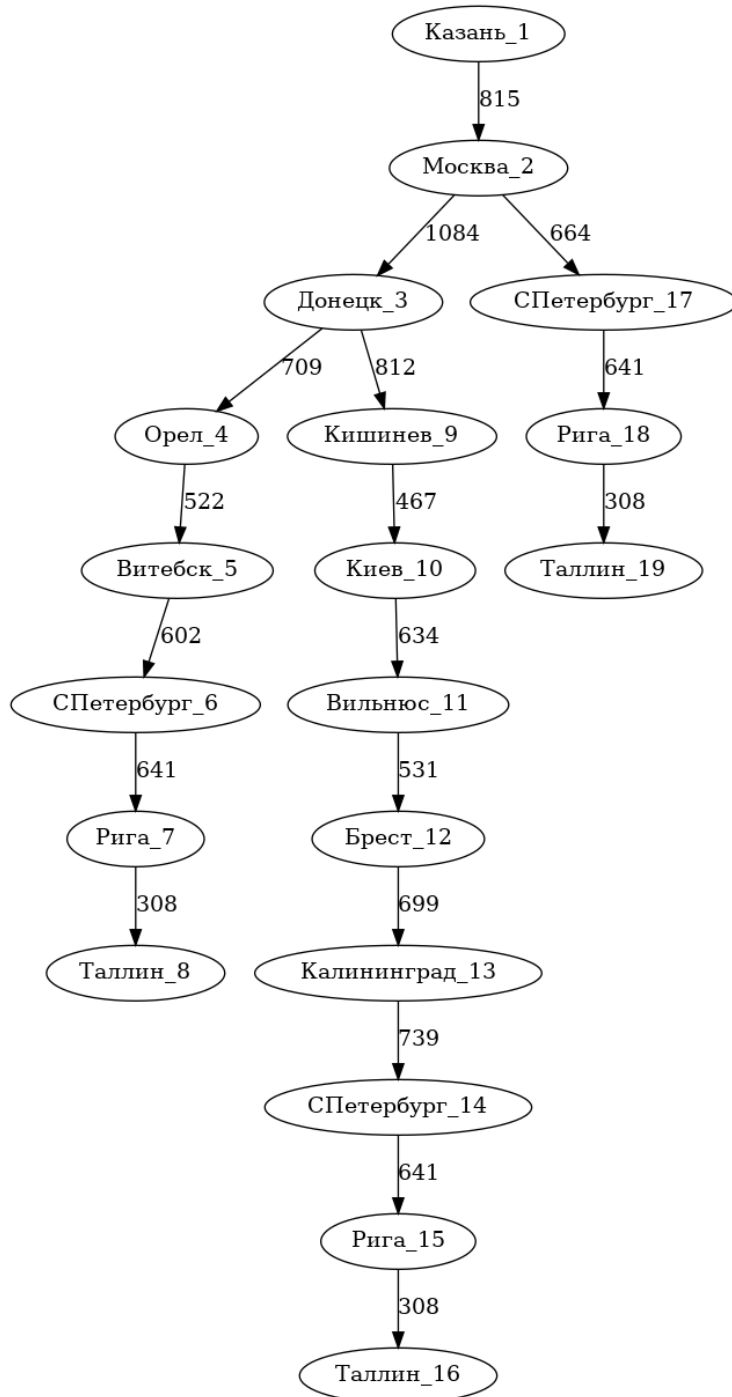 Казань_1
815
Москва_2
1084 664
Донецк_3 СПетербург_17
709 812 641
Орел_4 Кишинев_9 Рига_18
522 467 308
Витебск_5 Киев_10 Таллин_19
602 634
СПетербург_6 Вильнюс_11
641 531
Рига_7 Брест_12
308 699
Таллин_8 Калининград_13
739
СПетербург_14
641
Рига_15
308
Таллин_16